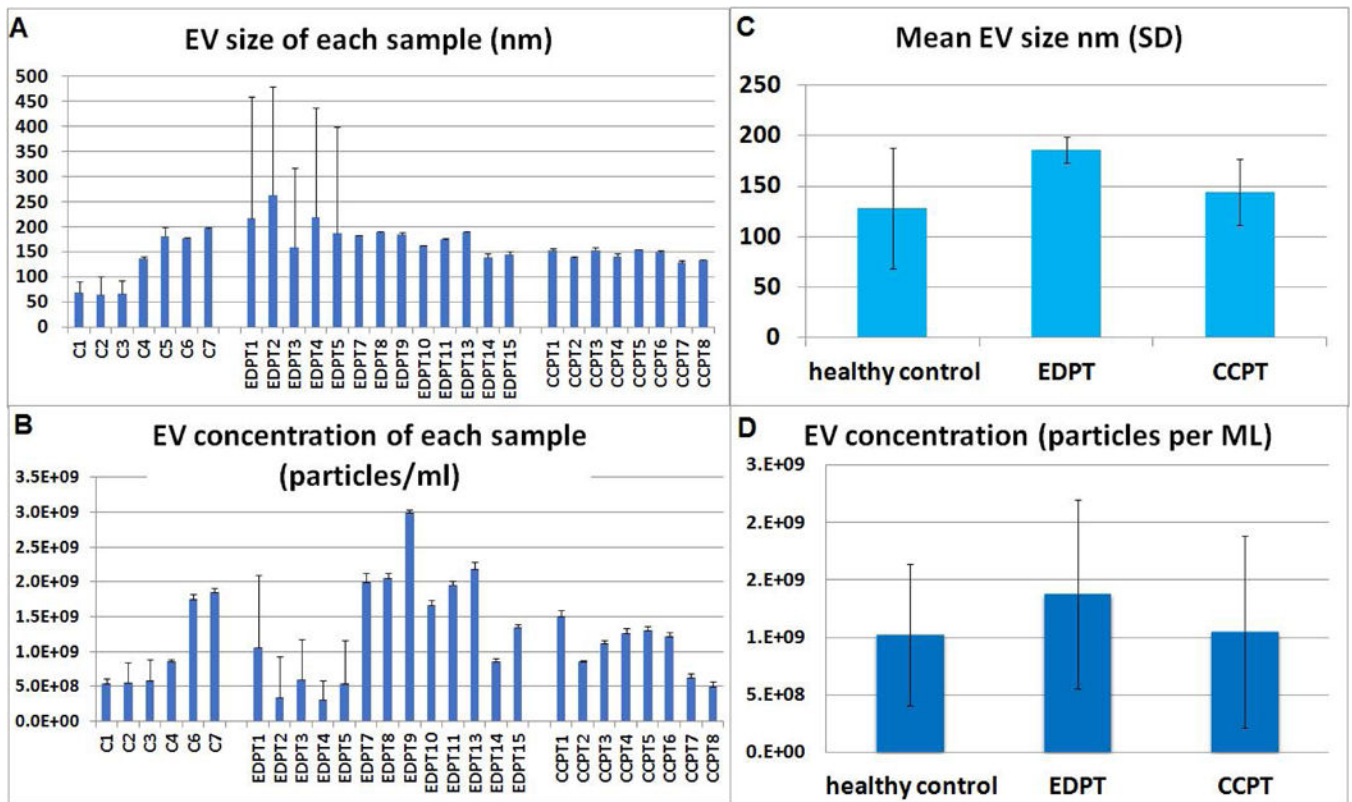 A
EV size of each sample (nm)
500
450
400
350
300
250
200
150
100
50
0
C1
C2
C3
C4
C5
C6
C7
EDPT1
EDPT2
EDPT3
EDPT4
EDPT5
EDPT7
EDPT8
EDPT9
EDPT10
EDPT11
EDPT13
EDPT14
EDPT15
CCPT1
CCPT2
CCPT3
CCPT4
CCPT5
CCPT6
CCPT7
CCPT8
C
Mean EV size nm (SD)
250
200
150
100
50
0
healthy control
EDPT
CCPT
B
EV concentration of each sample
(particles/ml)
3.5E+09
3.0E+09
2.5E+09
2.0E+09
1.5E+09
1.0E+09
5.0E+08
0.0E+00
C1
C2
C3
C4
C6
C7
EDPT1
EDPT2
EDPT3
EDPT4
EDPT5
EDPT7
EDPT8
EDPT9
EDPT10
EDPT11
EDPT13
EDPT14
EDPT15
CCPT1
CCPT2
CCPT3
CCPT4
CCPT5
CCPT6
CCPT7
CCPT8
D
EV concentration (particles per ML)
3.E+09
2.E+09
2.E+09
1.E+09
5.E+08
0.E+00
healthy control
EDPT
CCPT